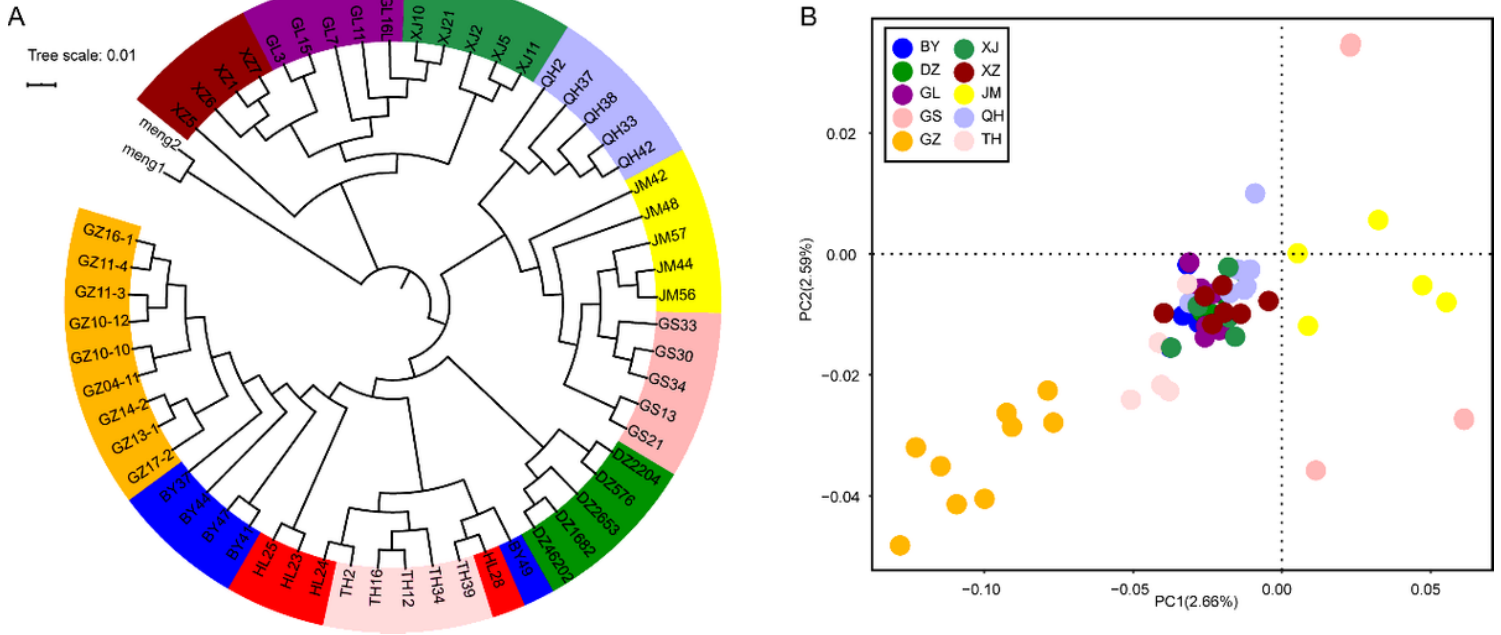 A
Tree scale: 0.01
meng1
meng2
XZ5
XZ6
XZ1
XZ7
GL3
GL15
GL7
GL11
GL16L
XJ10
XJ21
XJ2
XJ5
XJ11
QH2
QH37
QH38
QH33
QH42
JM42
JM48
JM57
JM44
JM56
GS33
GS30
GS34
GS13
GS21
DZ2204
DZ576
DZ2653
DZ1682
DZ46202
BY49
HL28
TH39
TH34
TH12
TH16
TH2
HL24
HL23
HL25
BY41
BY47
BY44
BY37
GZ17-2
GZ13-1
GZ14-2
GZ04-11
GZ10-10
GZ10-12
GZ11-3
GZ11-4
GZ16-1
B
BY XJ
DZ XZ
GL JM
GS QH
GZ TH
0.02
0.00
−0.02
−0.04
PC2(2.59%)
−0.10 −0.05 0.00 0.05
PC1(2.66%)